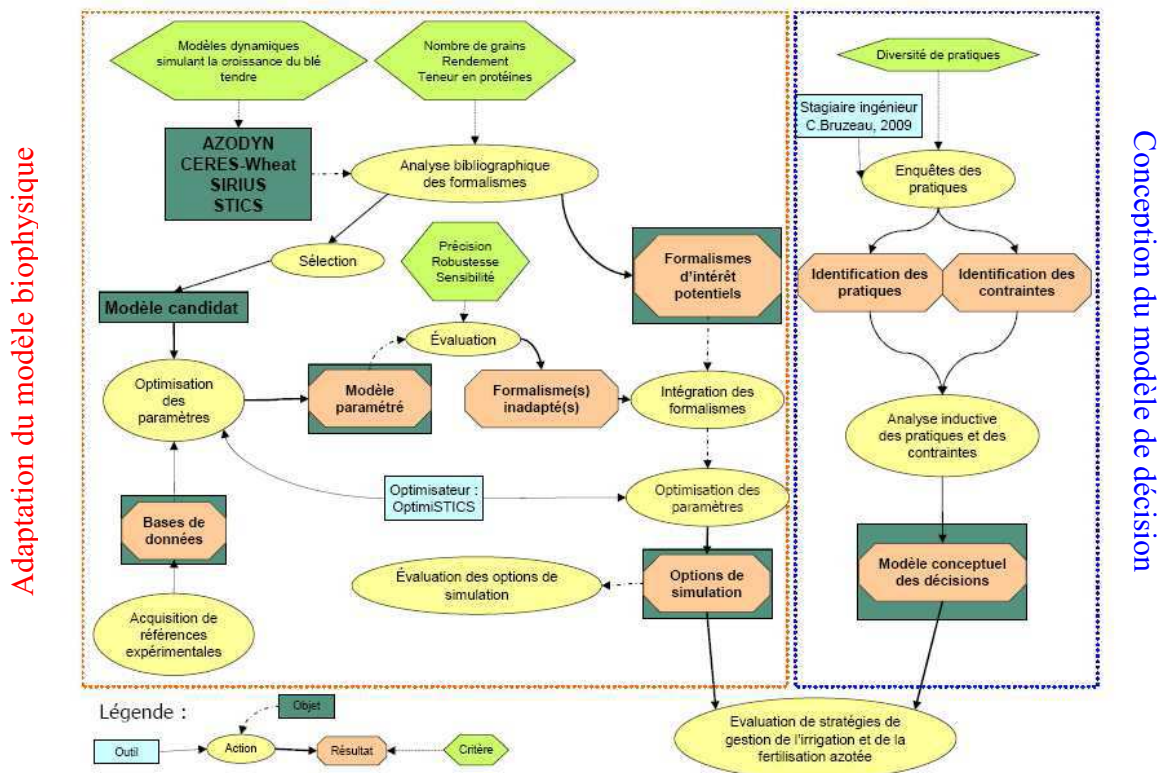 Adaptation du modèle biophysique
Modèles dynamiques
simulant la croissance du blé
tendre
Nombre de grains
Rendement
Teneur en protéines
AZODYN
CERES-Wheat
SIRIUS
STICS
Analyse bibliographique
des formalismes
Sélection
Précision
Robustesse
Sensibilité
Formalismes
d'intérêt
potentiels
Modèle candidat
Évaluation
Optimisation
des
paramètres
Modèle
paramétré
Formalisme(s)
inadapté(s)
Intégration des
formalismes
Optimiseur :
OptimiSTICS
Optimisation des
paramètres
Bases de
données
Évaluation des options de
simulation
Options de
simulation
Acquisition de
références
expérimentales
Conception du modèle de décision
Diversité de pratiques
Stagiaire ingénieur
C.Bruzeau, 2009
Enquêtes des
pratiques
Identification des
pratiques
Identification des
contraintes
Analyse inductive
des pratiques et des
contraintes
Modèle conceptuel
des décisions
Evaluation de stratégies de
gestion de l'irrigation et de la
fertilisation azotée
Légende :
Objet
Outil
Action
Résultat
Critère